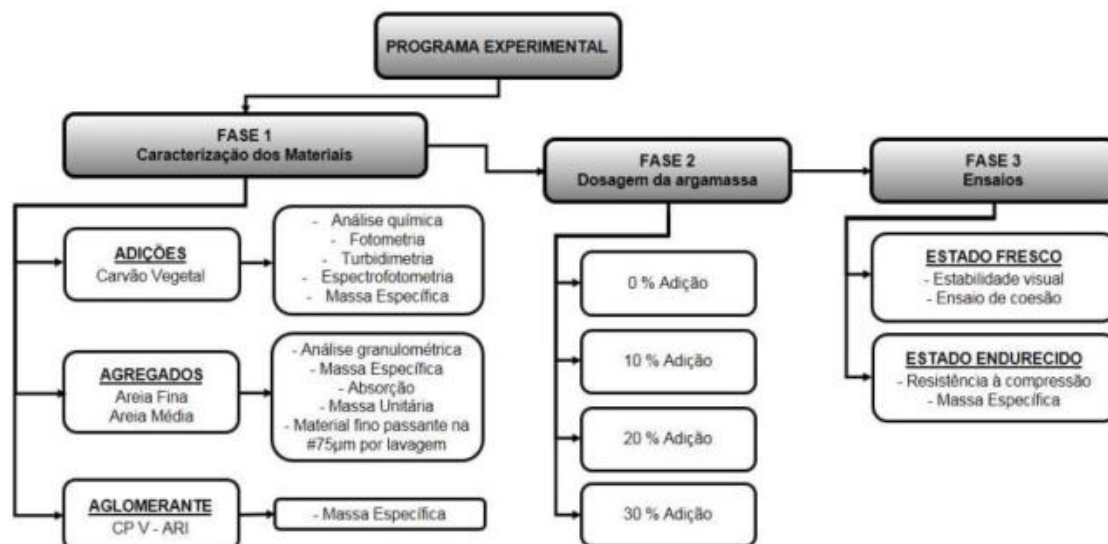 PROGRAMA EXPERIMENTAL
FASE 1
Caracterização dos Materiais
ADIÇÕES
Carvão Vegetal
- Análise química
- Fotometria
- Turbidimetria
- Espectrofotometria
- Massa Específica
AGREGADOS
Areia Fina
Areia Média
- Análise granulométrica
- Massa Específica
- Absorção
- Massa Unitária
- Material fino passante na
#75µm por lavagem
AGLOMERANTE
CP V - ARI
- Massa Específica
FASE 2
Dosagem da argamassa
0 % Adição
10 % Adição
20 % Adição
30 % Adição
FASE 3
Ensaios
ESTADO FRESCO
- Estabilidade visual
- Ensaio de coesão
ESTADO ENDURECIDO
- Resistência à compressão
- Massa Específica